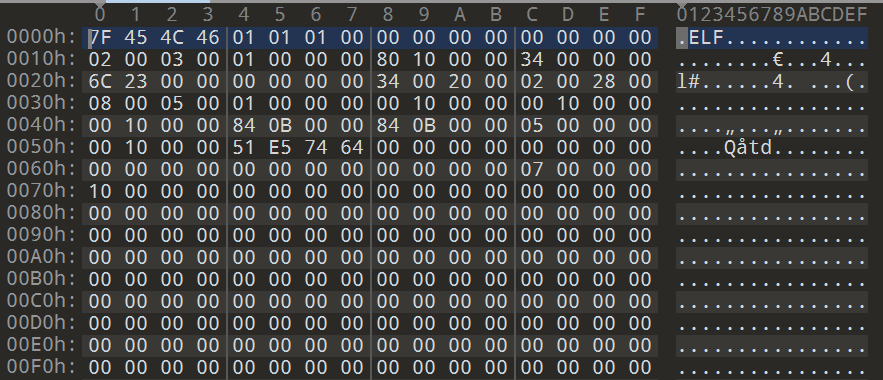 0 1 2 3 4 5 6 7 8 9 A B C D E F 0123456789ABCDEF
0000h: 7F 45 4C 46 01 01 01 00 00 00 00 00 00 00 00 00 .ELF............
0010h: 02 00 03 00 01 00 00 00 80 10 00 00 34 00 00 00 ........€...4...
0020h: 6C 23 00 00 00 00 00 00 34 00 20 00 02 00 28 00 l#......4. ...(.
0030h: 08 00 05 00 01 00 00 00 00 10 00 00 00 10 00 00 ................
0040h: 00 10 00 00 84 0B 00 00 84 0B 00 00 05 00 00 00 ....„...„.......
0050h: 00 10 00 00 51 E5 74 64 00 00 00 00 00 00 00 00 ....Qåtd........
0060h: 00 00 00 00 00 00 00 00 00 00 00 00 07 00 00 00 ................
0070h: 10 00 00 00 00 00 00 00 00 00 00 00 00 00 00 00 ................
0080h: 00 00 00 00 00 00 00 00 00 00 00 00 00 00 00 00 ................
0090h: 00 00 00 00 00 00 00 00 00 00 00 00 00 00 00 00 ................
00A0h: 00 00 00 00 00 00 00 00 00 00 00 00 00 00 00 00 ................
00B0h: 00 00 00 00 00 00 00 00 00 00 00 00 00 00 00 00 ................
00C0h: 00 00 00 00 00 00 00 00 00 00 00 00 00 00 00 00 ................
00D0h: 00 00 00 00 00 00 00 00 00 00 00 00 00 00 00 00 ................
00E0h: 00 00 00 00 00 00 00 00 00 00 00 00 00 00 00 00 ................
00F0h: 00 00 00 00 00 00 00 00 00 00 00 00 00 00 00 00 ................